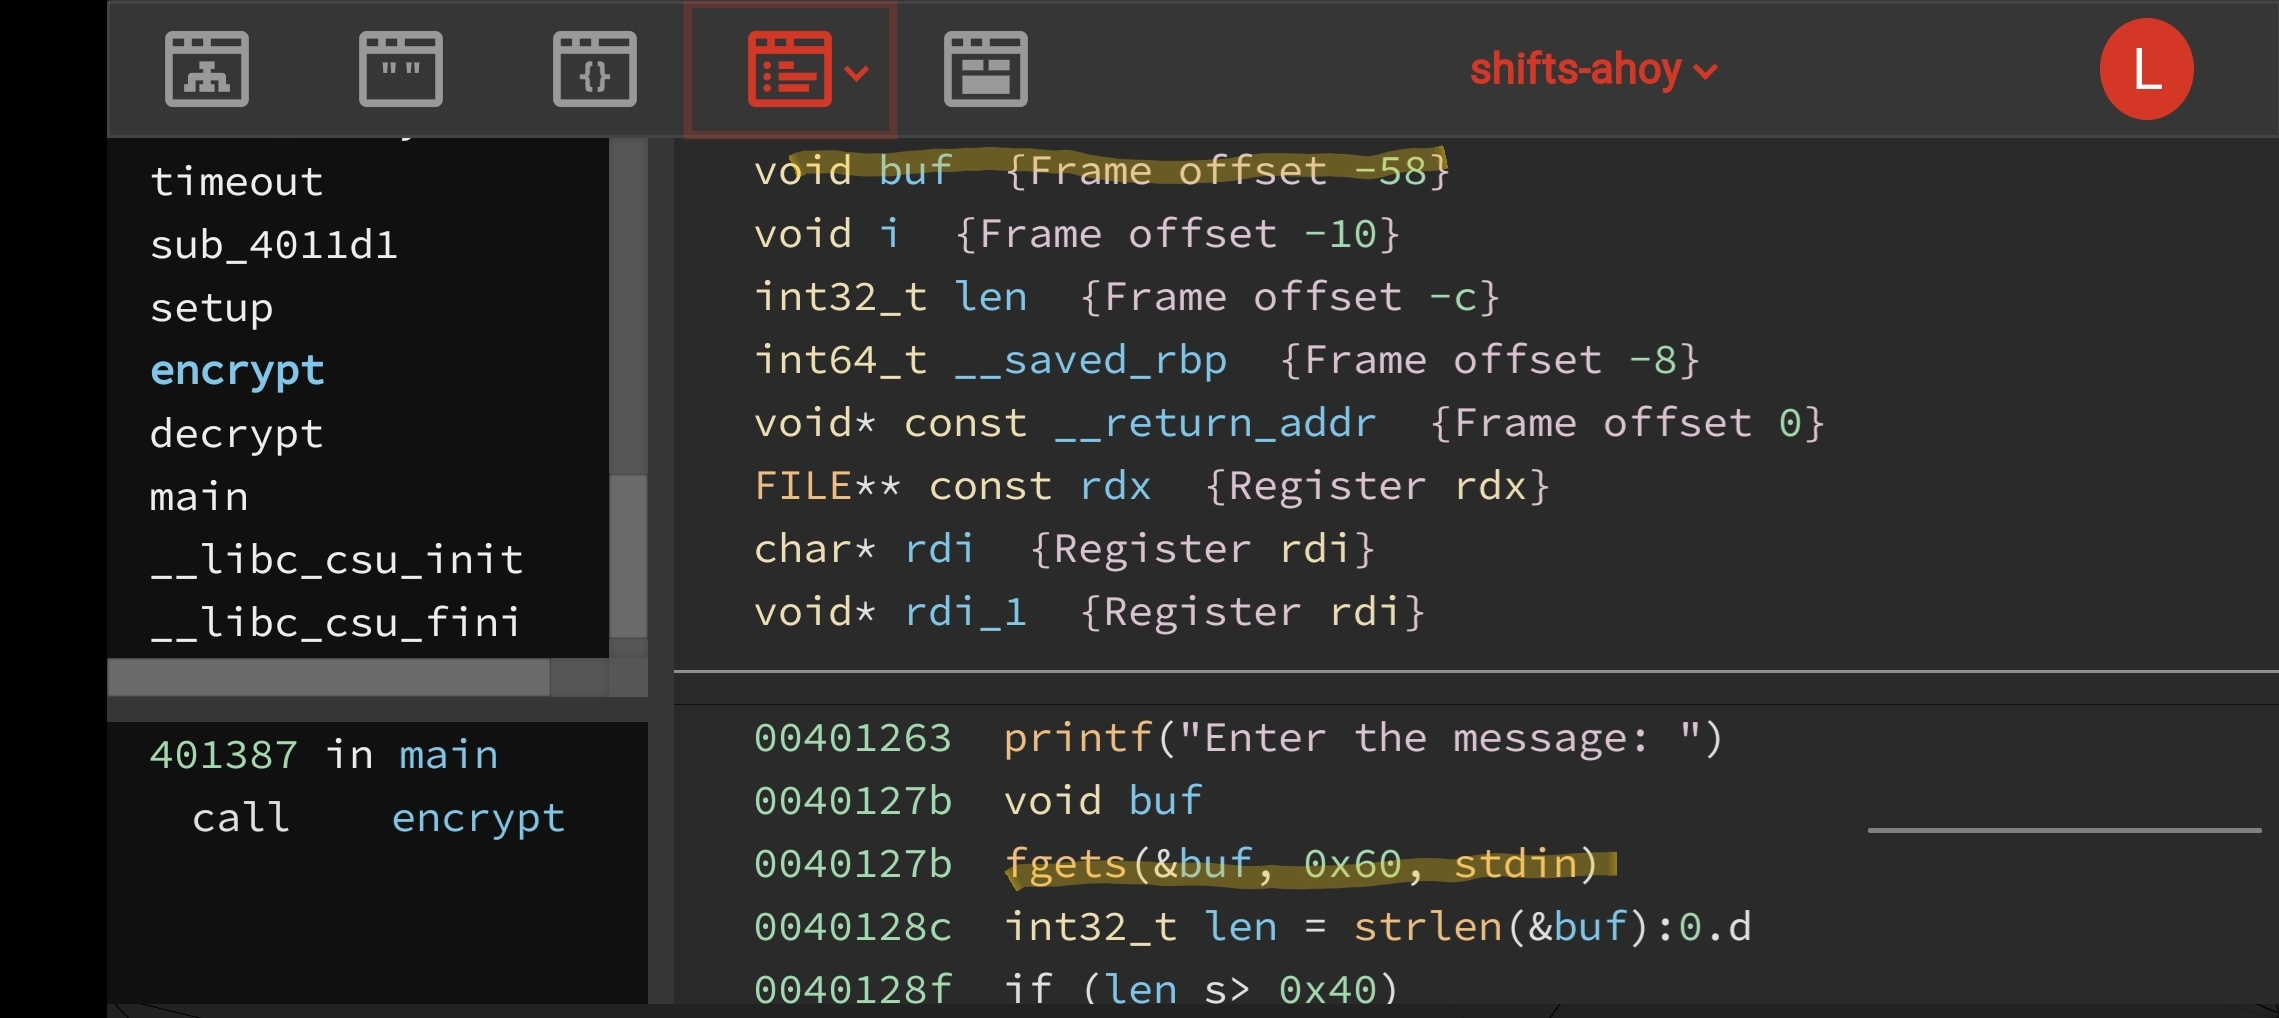 shifts-ahoy
L
timeout
sub_4011d1
setup
encrypt
decrypt
main
__libc_csu_init
__libc_csu_fini
401387 in main
call encrypt
void buf {Frame offset -58}
void i {Frame offset -10}
int32_t len {Frame offset -c}
int64_t __saved_rbp {Frame offset -8}
void* const __return_addr {Frame offset 0}
FILE** const rdx {Register rdx}
char* rdi {Register rdi}
void* rdi_1 {Register rdi}
00401263 printf("Enter the message: ")
0040127b void buf
0040127b fgets(&buf, 0x60, stdin)
0040128c int32_t len = strlen(&buf):0.d
0040128f if (len s> 0x40)